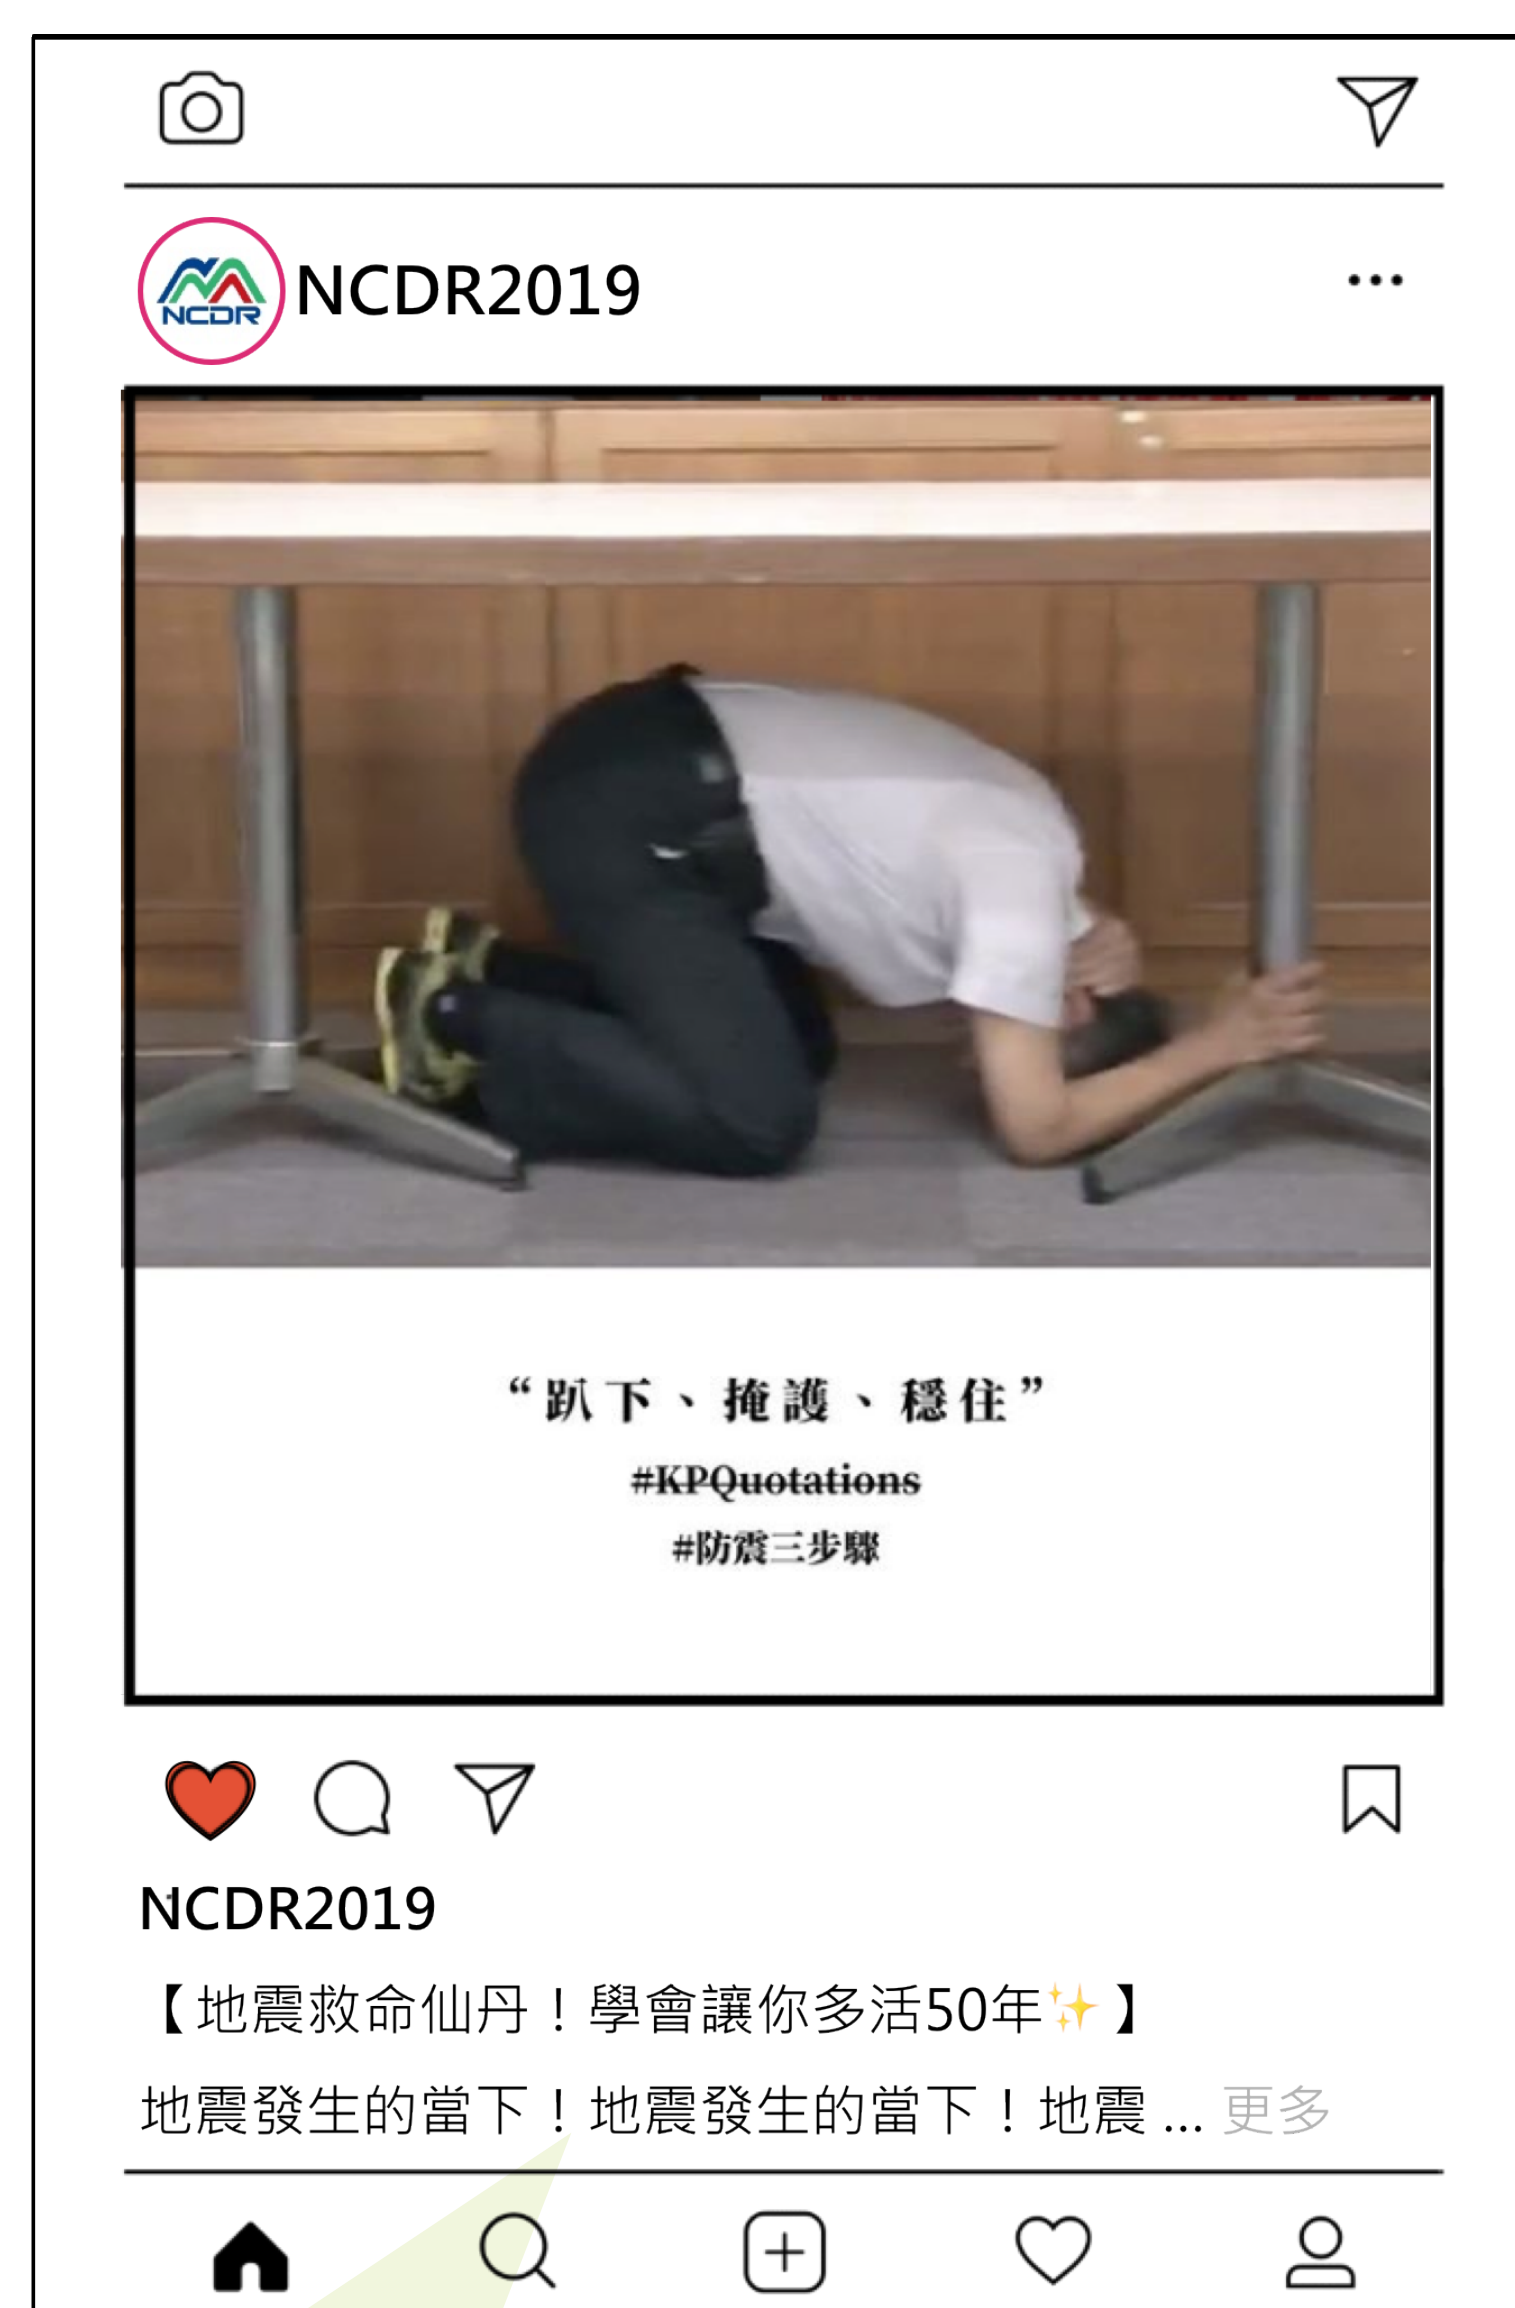 NCDR
NCDR2019
“趴下、掩護、穩住”
#KPQuotations
#防震三步驟
NCDR2019
【地震救命仙丹！學會讓你多活50年✨】
地震發生的當下！地震發生的當下！地震 ... 更多